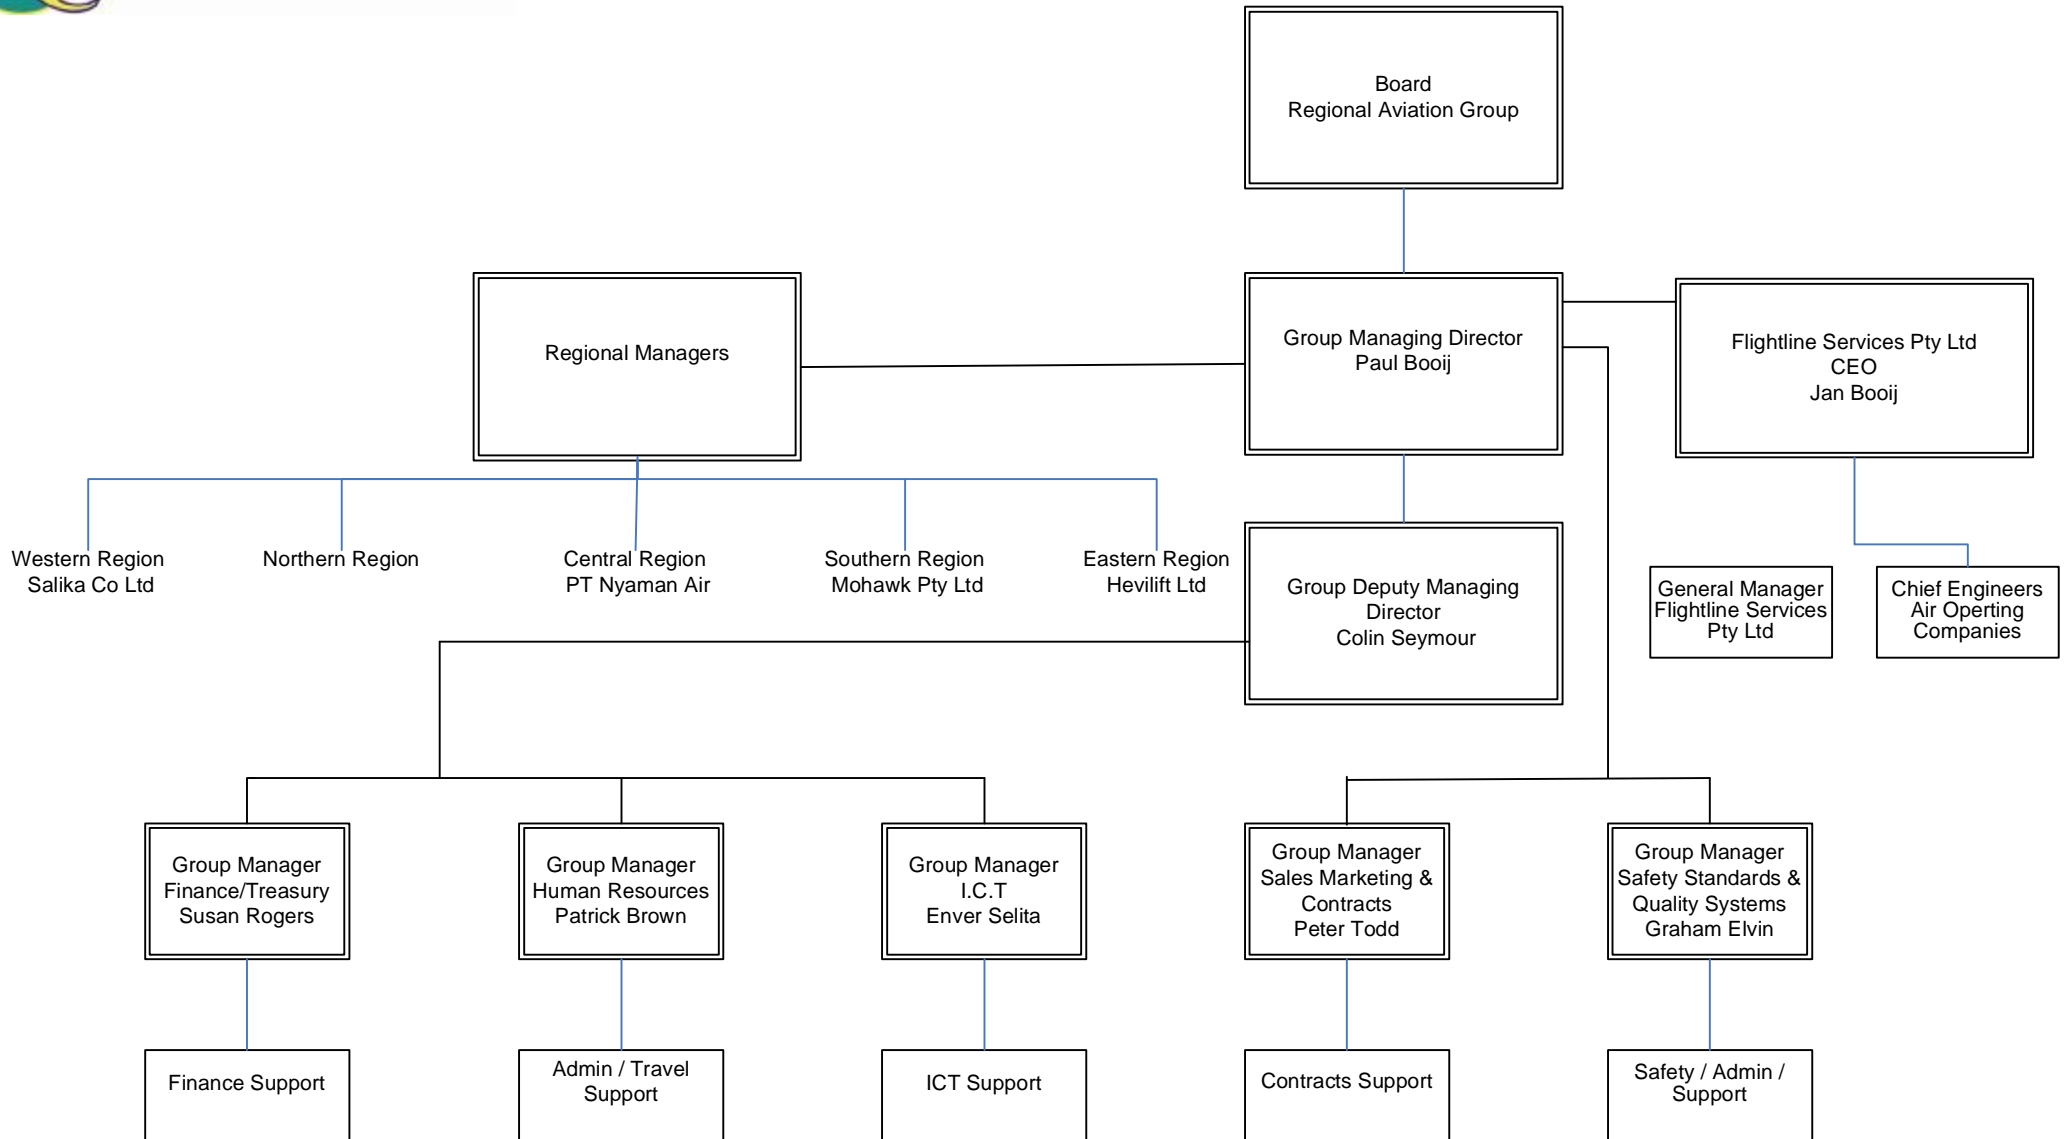 Board
Regional Aviation Group
Regional Managers
Group Managing Director
Paul Booij
Flightline Services Pty Ltd
CEO
Jan Booij
Western Region
Salika Co Ltd
Northern Region
Central Region
PT Nyaman Air
Southern Region
Mohawk Pty Ltd
Eastern Region
Hevilift Ltd
Group Deputy Managing
Director
Colin Seymour
General Manager
Flightline Services
Pty Ltd
Chief Engineers
Air Operting
Companies
Group Manager
Finance/Treasury
Susan Rogers
Group Manager
Human Resources
Patrick Brown
Group Manager
I.C.T
Enver Selita
Group Manager
Sales Marketing &
Contracts
Peter Todd
Group Manager
Safety Standards &
Quality Systems
Graham Elvin
Finance Support
Admin / Travel
Support
ICT Support
Contracts Support
Safety / Admin /
Support